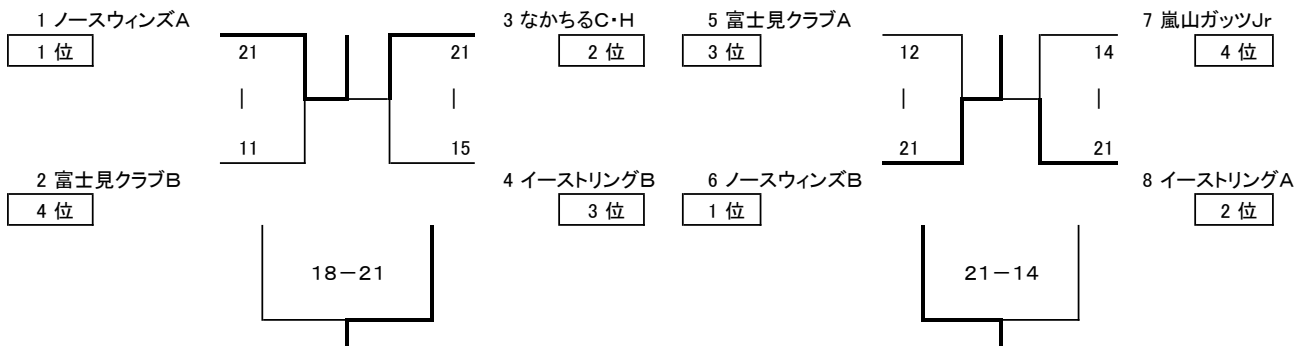 1 ノースウィンズA 3 なかちるC・H 5 富士見クラブA 7 嵐山ガッツJr
1 位 21 21 2 位 3 位 12 14 4 位
| | | |
11 15 21 21
2 富士見クラブB 4 イーストリングB 6 ノースウィンズB 8 イーストリングA
4 位 3 位 1 位 2 位
18－21 21－14